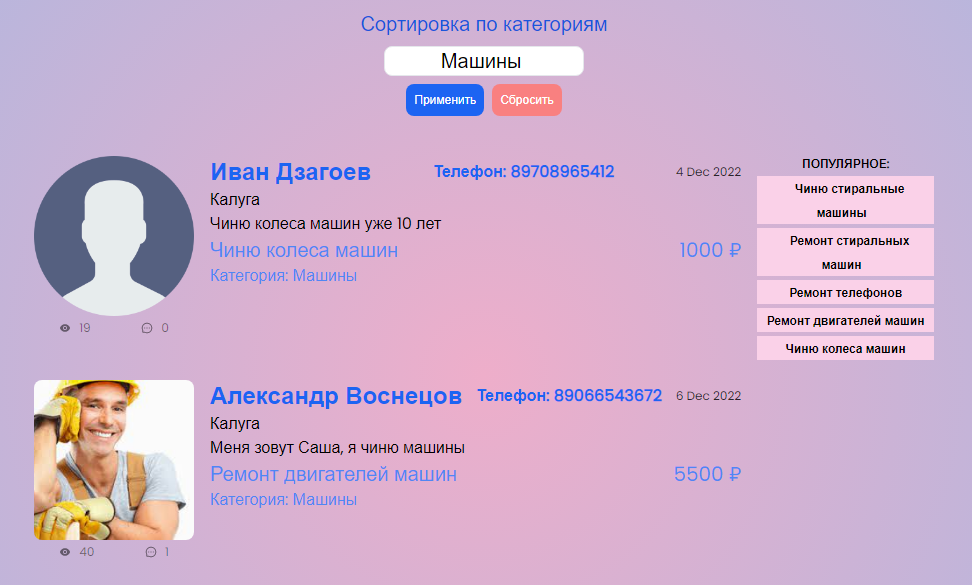 Сортировка по категориям
Машины
Применить Сбросить
Иван Дзагоев Телефон: 89708965412 4 Dec 2022
Калуга
Чиню колеса машин уже 10 лет
Чиню колеса машин 1000 ₽
Категория: Машины
19 0
ПОПУЛЯРНОЕ:
Чиню стиральные
машины
Ремонт стиральных
машин
Ремонт телефонов
Ремонт двигателей машин
Чиню колеса машин
Александр Воснецов Телефон: 89066543672 6 Dec 2022
Калуга
Меня зовут Саша, я чиню машины
Ремонт двигателей машин 5500 ₽
Категория: Машины
40 1